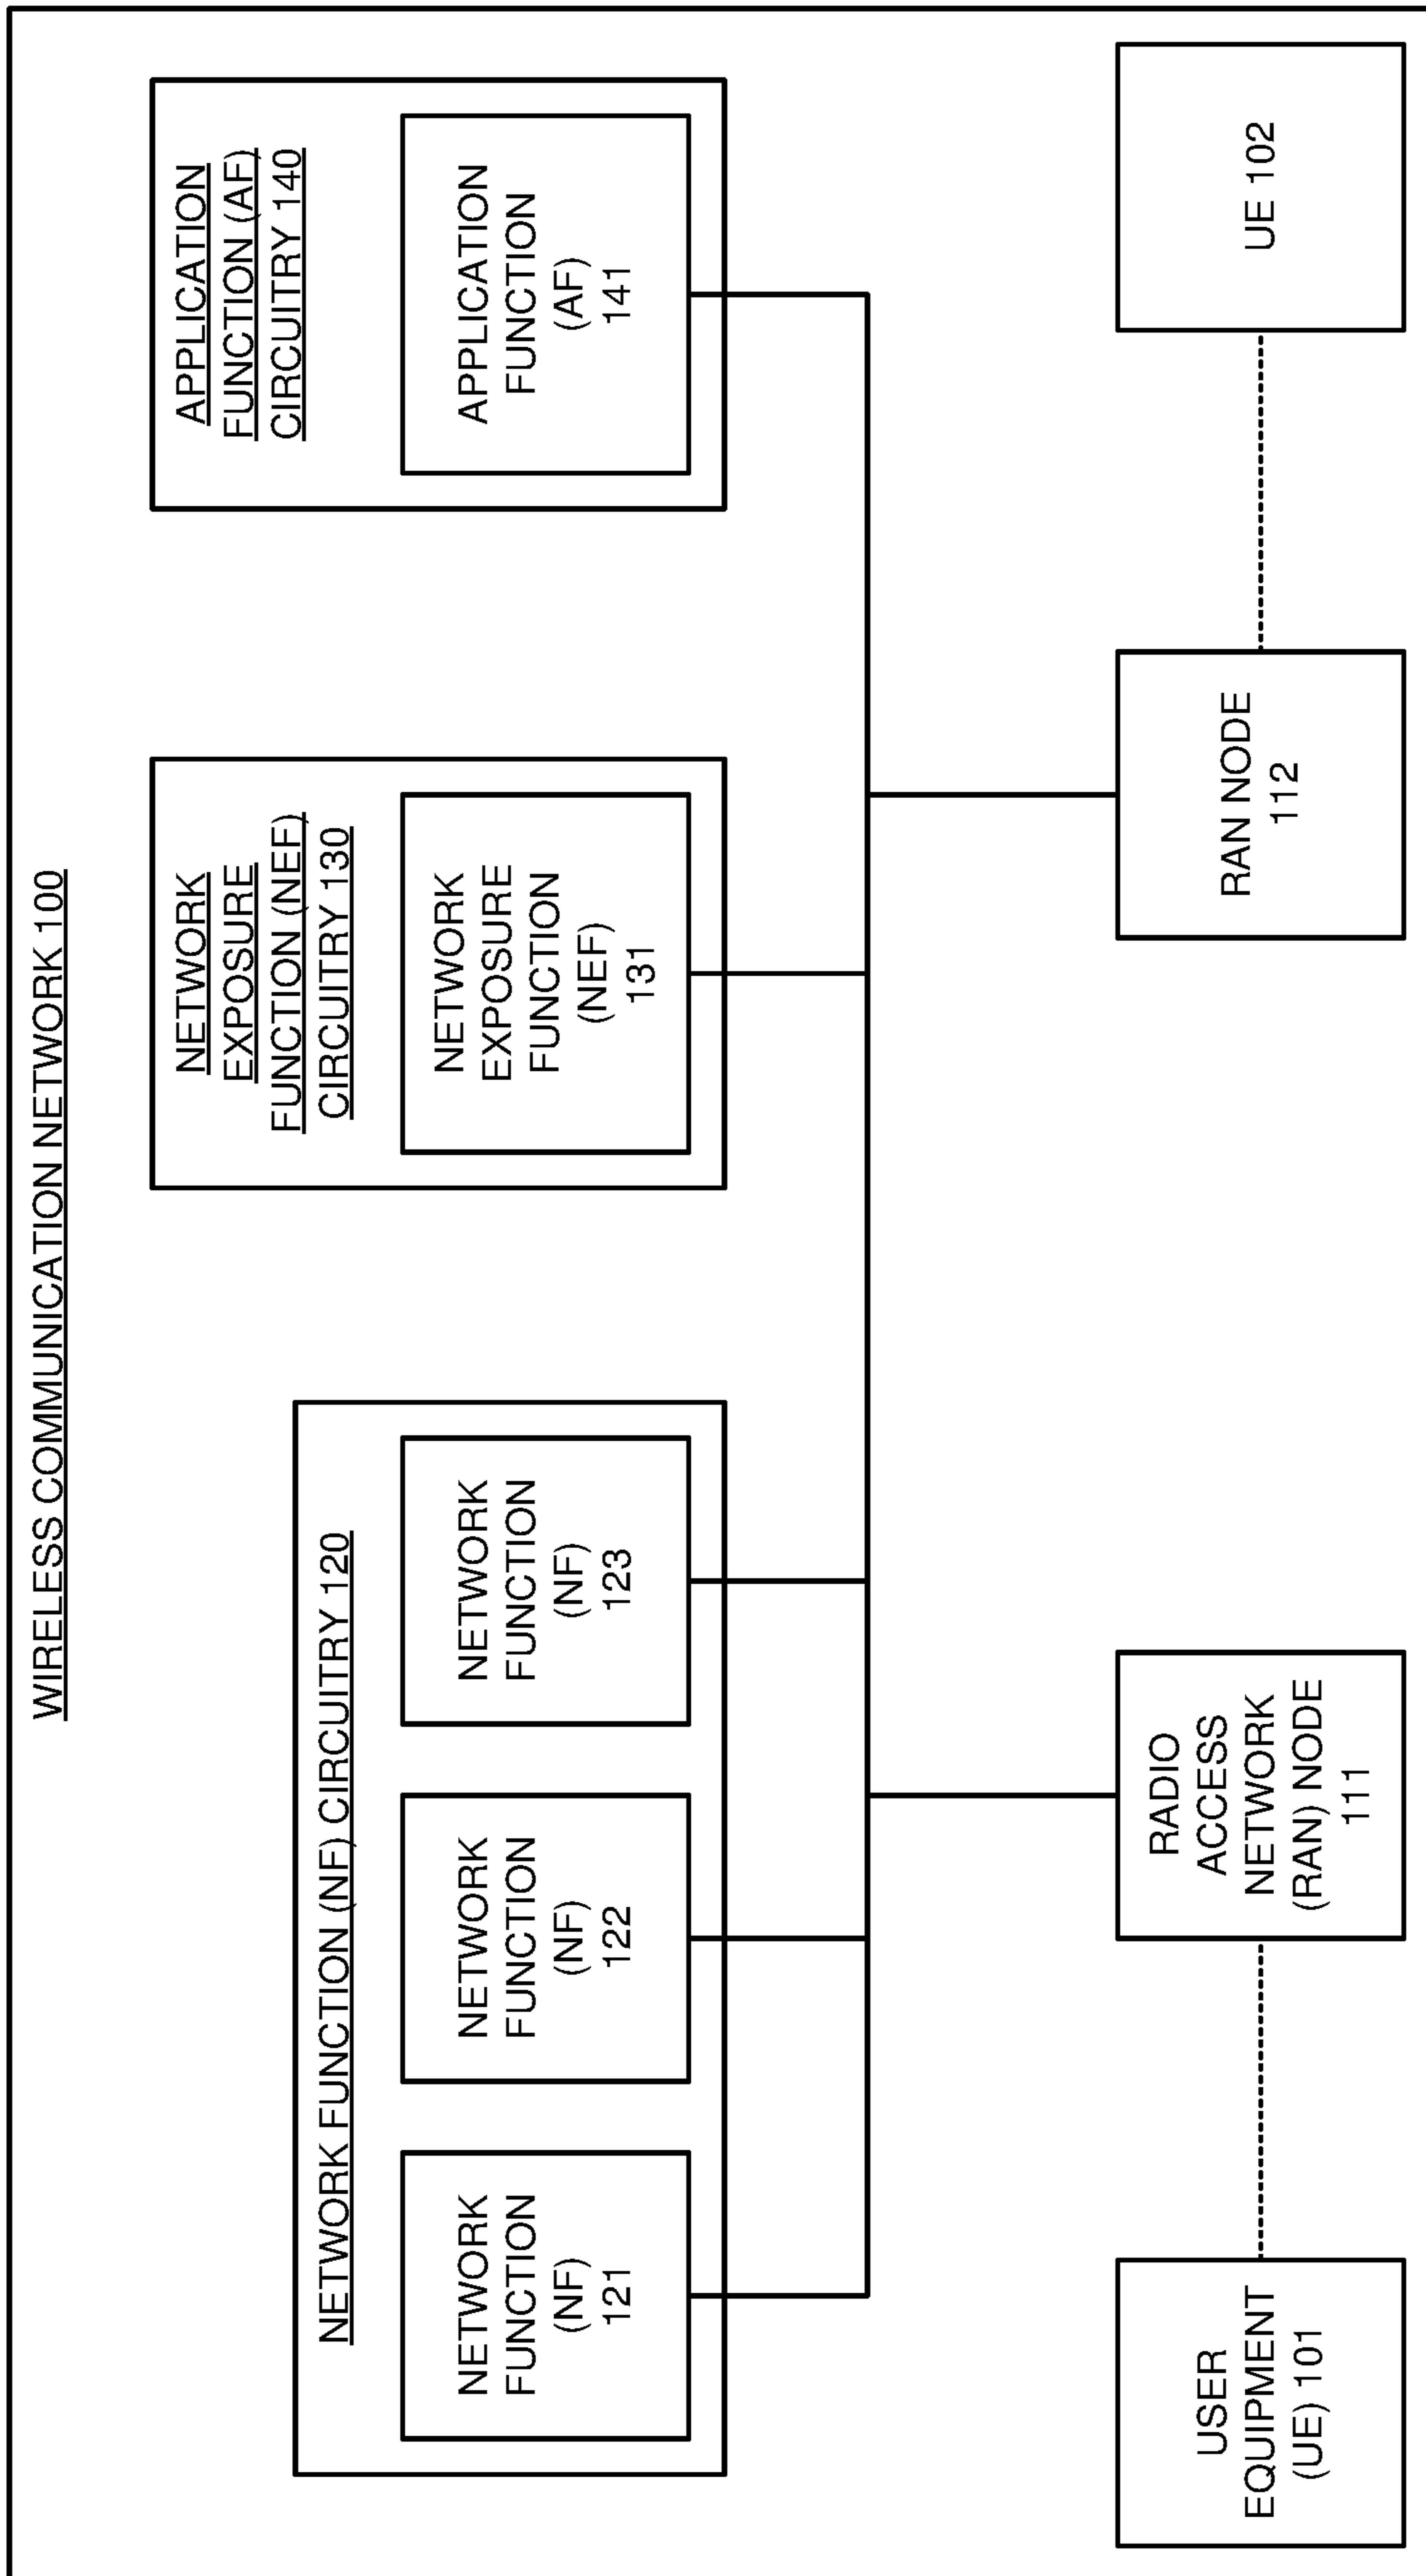 WIRELESS COMMUNICATION NETWORK 100
NETWORK FUNCTION (NF) CIRCUITRY 120
NETWORK
FUNCTION
(NF)
121
NETWORK
FUNCTION
(NF)
122
NETWORK
FUNCTION
(NF)
123
NETWORK
EXPOSURE
FUNCTION (NEF)
CIRCUITRY 130
NETWORK
EXPOSURE
FUNCTION
(NEF)
131
APPLICATION
FUNCTION (AF)
CIRCUITRY 140
APPLICATION
FUNCTION
(AF)
141
USER
EQUIPMENT
(UE) 101
RADIO
ACCESS
NETWORK
(RAN) NODE
111
RAN NODE
112
UE 102